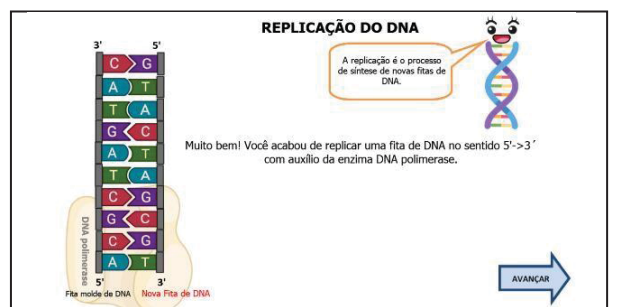 REPLICAÇÃO DO DNA
A replicação é o processo
de síntese de novas fitas de
DNA.
3' 5'
C G
A T
T A
G C
A T
T A
C G
G C
C G
A T
DNA polimerase
5' 3'
Fita molde de DNA Nova Fita de DNA
Muito bem! Você acabou de replicar uma fita de DNA no sentido 5'->3´
com auxílio da enzima DNA polimerase.
AVANÇAR